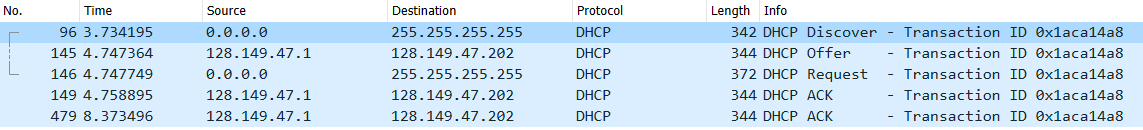 No. Time Source Destination Protocol Length Info
96 3.734195 0.0.0.0 255.255.255.255 DHCP 342 DHCP Discover - Transaction ID 0x1aca14a8
145 4.747364 128.149.47.1 128.149.47.202 DHCP 344 DHCP Offer - Transaction ID 0x1aca14a8
146 4.747749 0.0.0.0 255.255.255.255 DHCP 372 DHCP Request - Transaction ID 0x1aca14a8
149 4.758895 128.149.47.1 128.149.47.202 DHCP 344 DHCP ACK - Transaction ID 0x1aca14a8
479 8.373496 128.149.47.1 128.149.47.202 DHCP 344 DHCP ACK - Transaction ID 0x1aca14a8